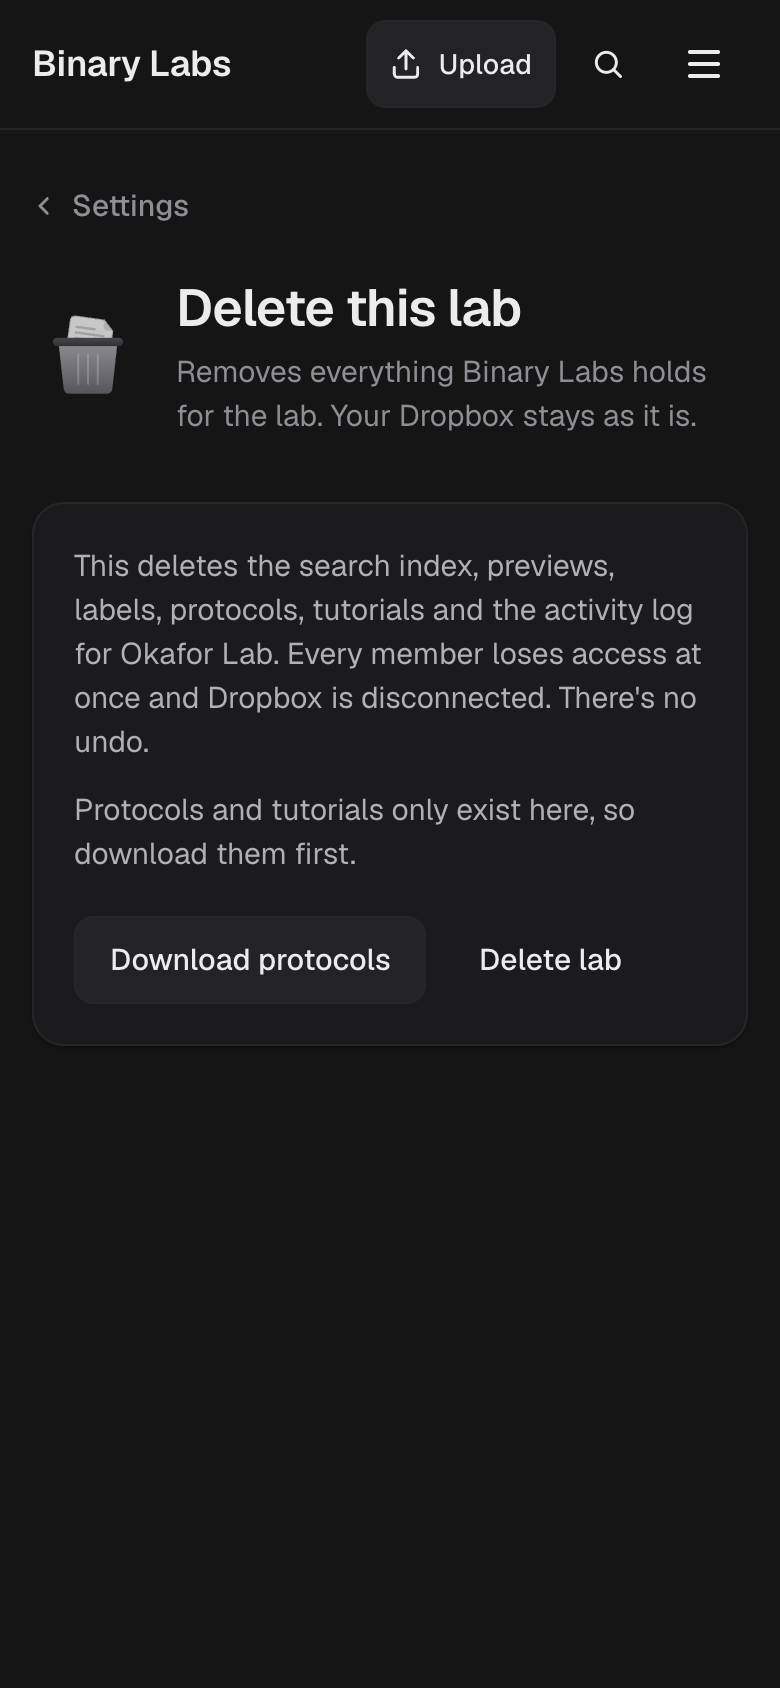 Binary Labs
Upload
Settings
Delete this lab
Removes everything Binary Labs holds
for the lab. Your Dropbox stays as it is.
This deletes the search index, previews,
labels, protocols, tutorials and the activity log
for Okafor Lab. Every member loses access at
once and Dropbox is disconnected. There's no
undo.
Protocols and tutorials only exist here, so
download them first.
Download protocols
Delete lab